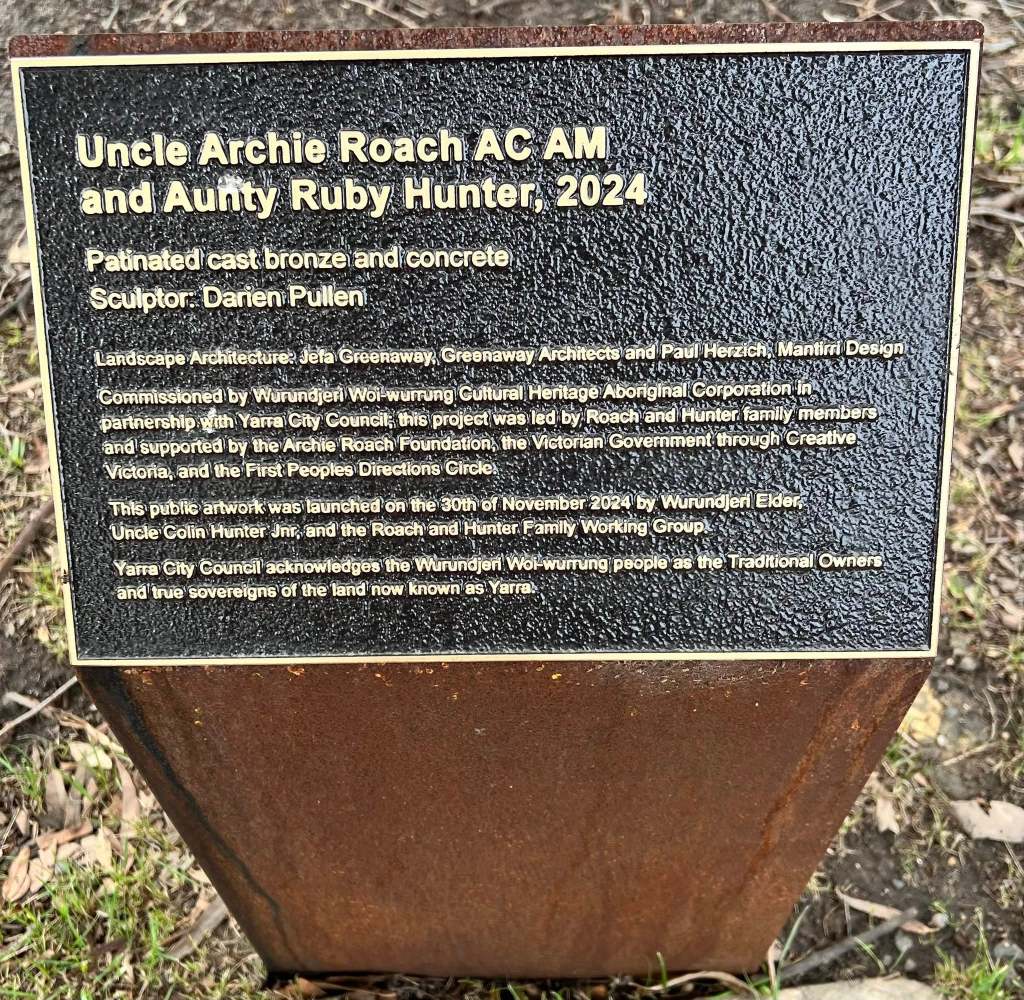 Uncle Archie Roach AC AM
and Aunty Ruby Hunter, 2024
Patinated cast bronze and concrete
Sculptor: Darien Pullen
Landscape Architecture: Jefa Greenaway, Greenaway Architects and Paul Herzich, Mantirri Design
Commissioned by Wurundjeri Woi-wurrung Cultural Heritage Aboriginal Corporation in
partnership with Yarra City Council; this project was led by Roach and Hunter family members
and supported by the Archie Roach Foundation, the Victorian Government through Creative
Victoria, and the First Peoples Directions Circle.
This public artwork was launched on the 30th of November 2024 by Wurundjeri Elder,
Uncle Colin Hunter Jnr, and the Roach and Hunter Family Working Group.
Yarra City Council acknowledges the Wurundjeri Woi-wurrung people as the Traditional Owners
and true sovereigns of the land now known as Yarra.